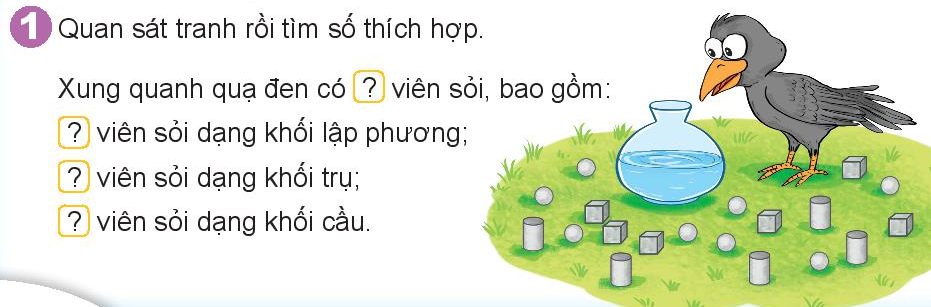 1 Quan sát tranh rồi tìm số thích hợp.
Xung quanh quạ đen có ? viên sỏi, bao gồm:
? viên sỏi dạng khối lập phương;
? viên sỏi dạng khối trụ;
? viên sỏi dạng khối cầu.